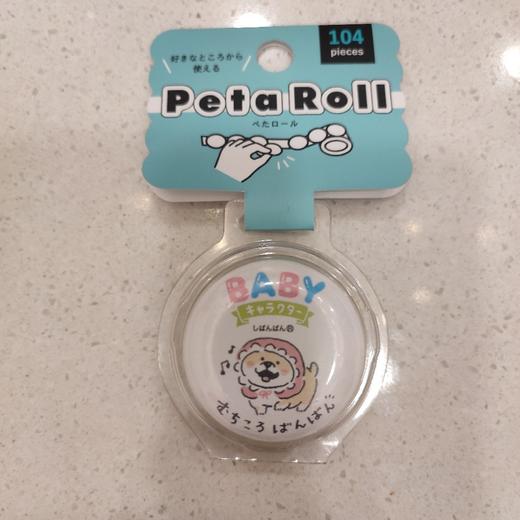 104
pieces
好きなところから
使える
Peta Roll
ぺたロール
BABY
キャラクター
しばんばん
むちころ ばんばん